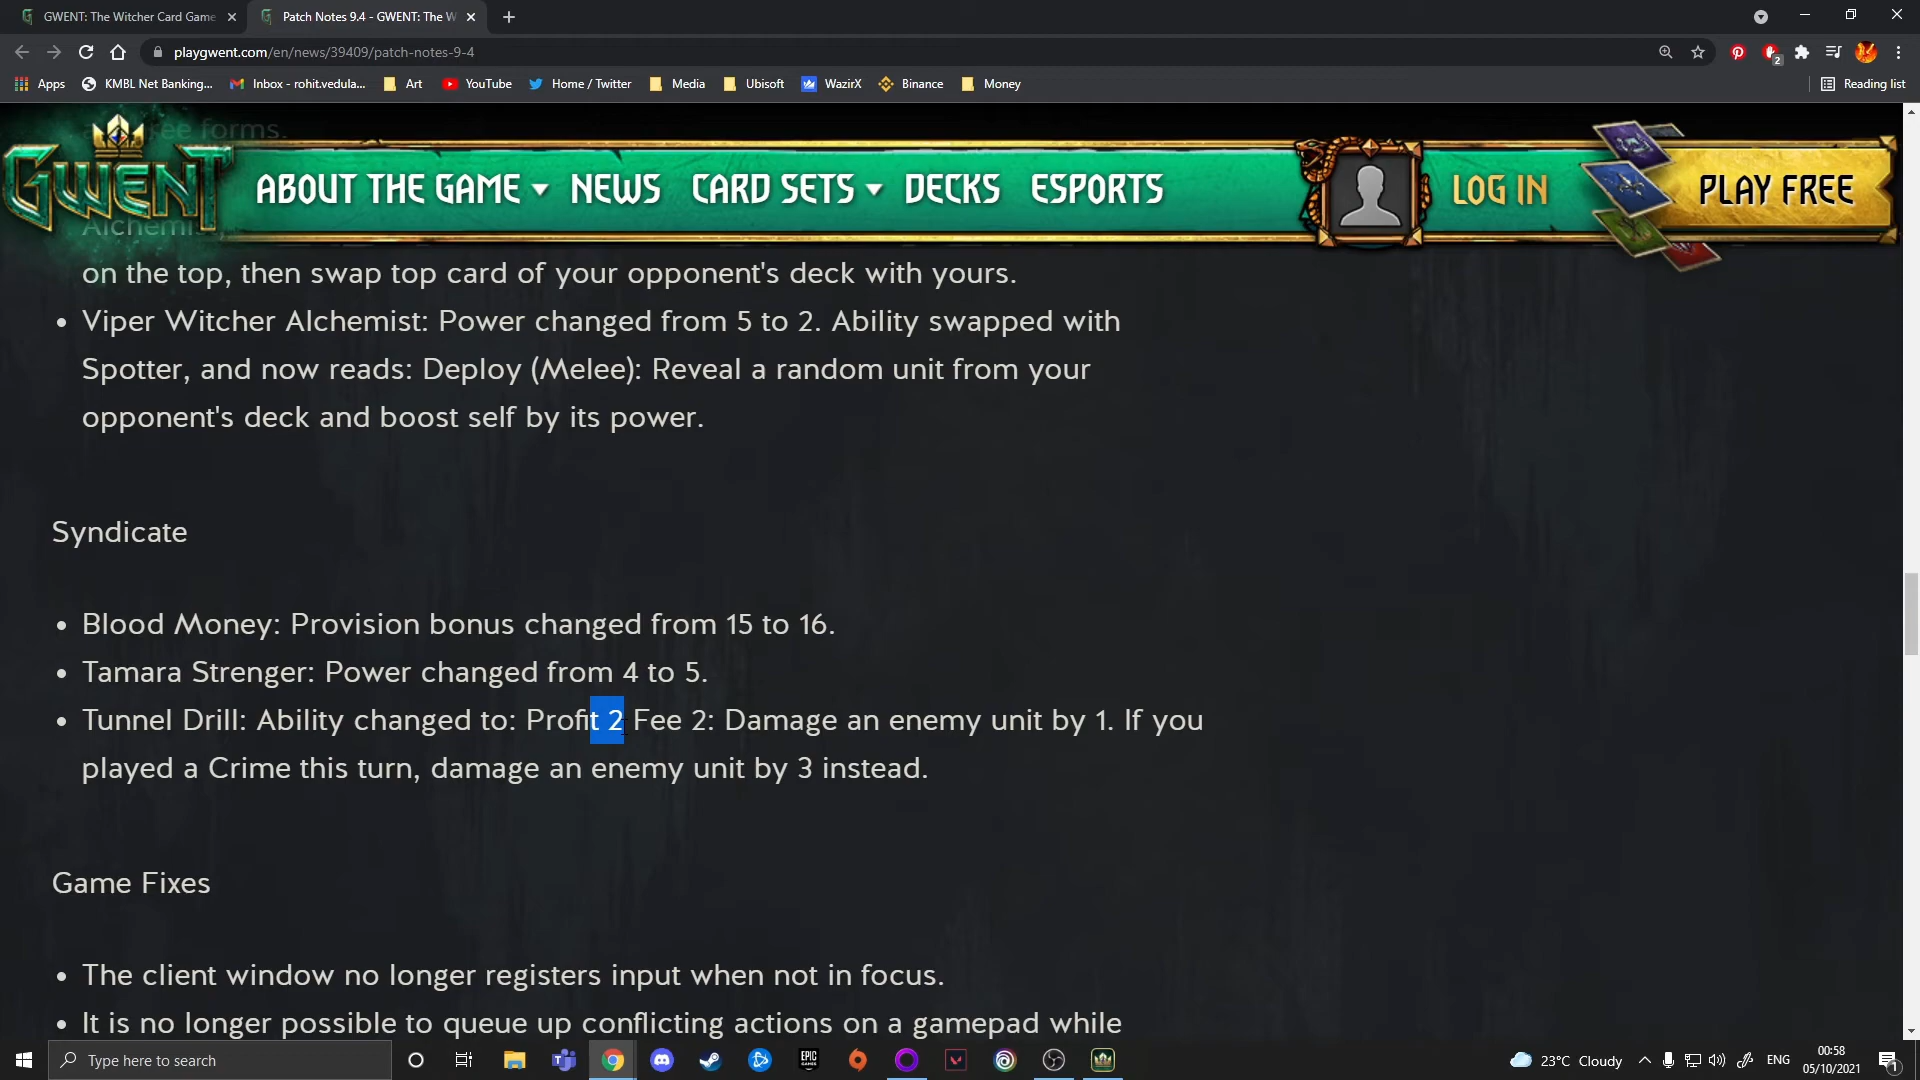 GWENT: The Witcher Card Game
Patch Notes 9.4 - GWENT: The W
playgwent.com/en/news/39409/patch-notes-9-4
2
Apps
KMBL Net Banking...
Inbox - rohit.vedula...
Art
YouTube
Home / Twitter
Media
Ubisoft
WazirX
Binance
Money
Reading list
forms.
GWENT
ABOUT THE GAME
NEWS
CARD SETS
DECKS
ESPORTS
LOG IN
PLAY FREE
on the top, then swap top card of your opponent's deck with yours.
• Viper Witcher Alchemist: Power changed from 5 to 2. Ability swapped with
Spotter, and now reads: Deploy (Melee): Reveal a random unit from your
opponent's deck and boost self by its power.
Syndicate
• Blood Money: Provision bonus changed from 15 to 16.
• Tamara Strenger: Power changed from 4 to 5.
• Tunnel Drill: Ability changed to: Profit 2 Fee 2: Damage an enemy unit by 1. If you
played a Crime this turn, damage an enemy unit by 3 instead.
Game Fixes
• The client window no longer registers input when not in focus.
• It is no longer possible to queue up conflicting actions on a gamepad while
Type here to search
EPIC GAMES
23°C Cloudy
ENG
00:58
05/10/2021
1